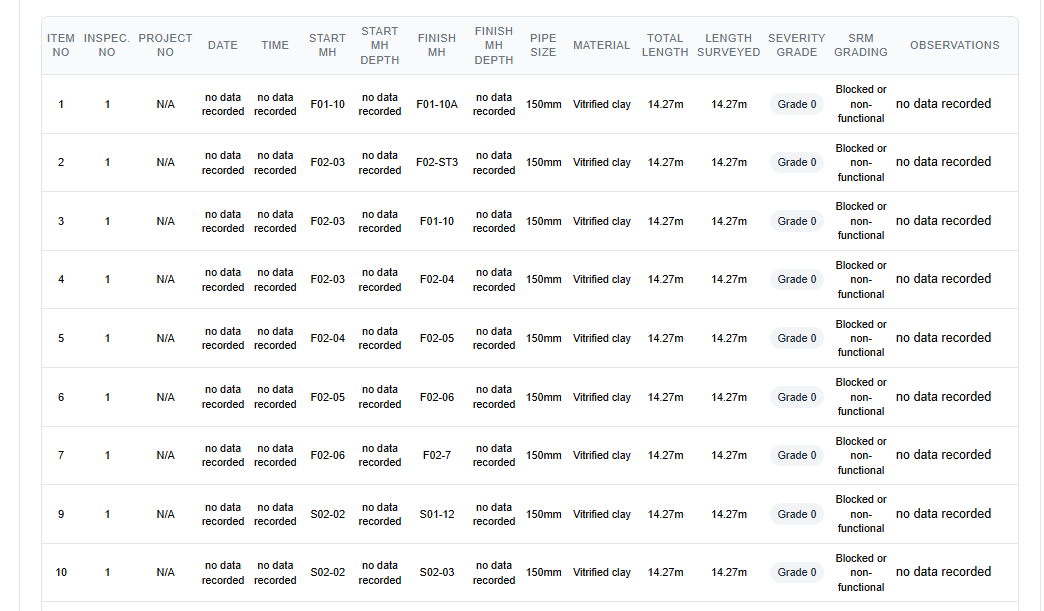 ITEM NO INSPEC. NO PROJECT NO DATE TIME START MH START MH DEPTH FINISH MH FINISH MH DEPTH PIPE SIZE MATERIAL TOTAL LENGTH LENGTH SURVEYED SEVERITY GRADE SRM GRADING OBSERVATIONS
1 1 N/A no data recorded no data recorded F01-10 no data recorded F01-10A no data recorded 150mm Vitrified clay 14.27m 14.27m Grade 0 Blocked or non-functional no data recorded
2 1 N/A no data recorded no data recorded F02-03 no data recorded F02-ST3 no data recorded 150mm Vitrified clay 14.27m 14.27m Grade 0 Blocked or non-functional no data recorded
3 1 N/A no data recorded no data recorded F02-03 no data recorded F01-10 no data recorded 150mm Vitrified clay 14.27m 14.27m Grade 0 Blocked or non-functional no data recorded
4 1 N/A no data recorded no data recorded F02-03 no data recorded F02-04 no data recorded 150mm Vitrified clay 14.27m 14.27m Grade 0 Blocked or non-functional no data recorded
5 1 N/A no data recorded no data recorded F02-04 no data recorded F02-05 no data recorded 150mm Vitrified clay 14.27m 14.27m Grade 0 Blocked or non-functional no data recorded
6 1 N/A no data recorded no data recorded F02-05 no data recorded F02-06 no data recorded 150mm Vitrified clay 14.27m 14.27m Grade 0 Blocked or non-functional no data recorded
7 1 N/A no data recorded no data recorded F02-06 no data recorded F02-7 no data recorded 150mm Vitrified clay 14.27m 14.27m Grade 0 Blocked or non-functional no data recorded
9 1 N/A no data recorded no data recorded S02-02 no data recorded S01-12 no data recorded 150mm Vitrified clay 14.27m 14.27m Grade 0 Blocked or non-functional no data recorded
10 1 N/A no data recorded no data recorded S02-02 no data recorded S02-03 no data recorded 150mm Vitrified clay 14.27m 14.27m Grade 0 Blocked or non-functional no data recorded